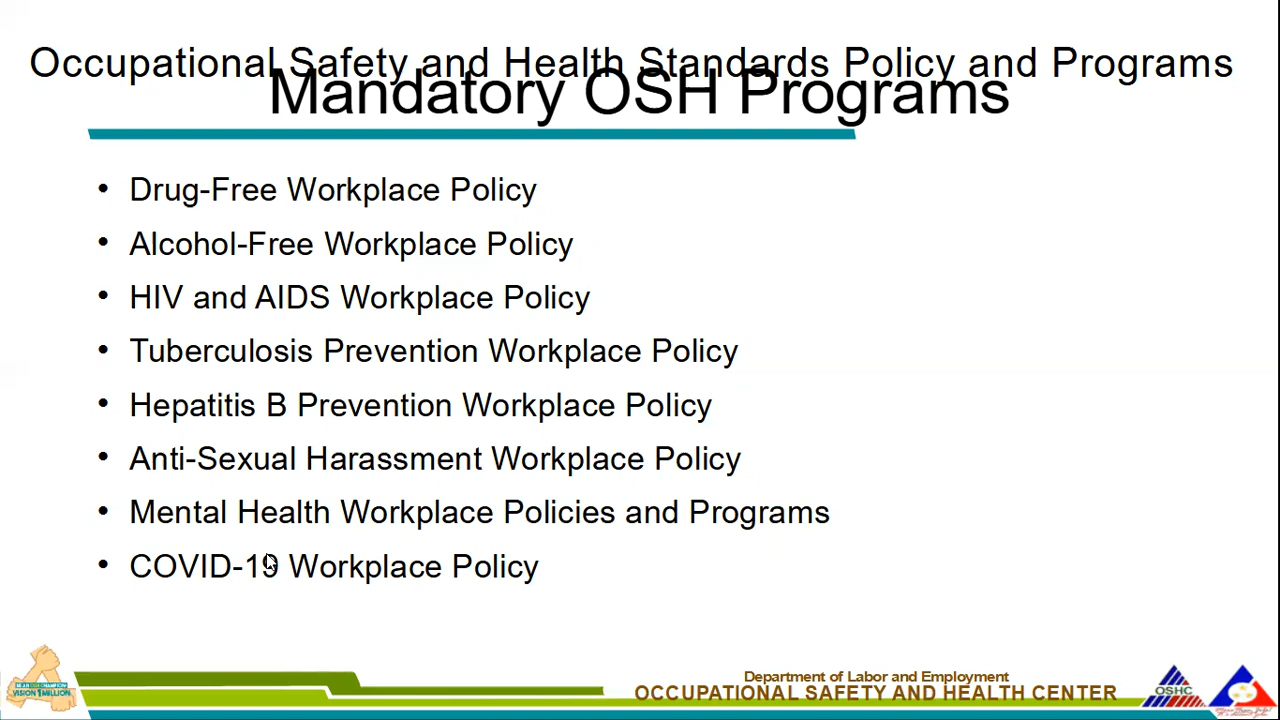 Occupational Safety and Health Standards Policy and Programs
Mandatory OSH Programs
• Drug-Free Workplace Policy
• Alcohol-Free Workplace Policy
• HIV and AIDS Workplace Policy
• Tuberculosis Prevention Workplace Policy
• Hepatitis B Prevention Workplace Policy
• Anti-Sexual Harassment Workplace Policy
• Mental Health Workplace Policies and Programs
• COVID-19 Workplace Policy
VISION 1 MILLION
Department of Labor and Employment
OCCUPATIONAL SAFETY AND HEALTH CENTER
OSHC